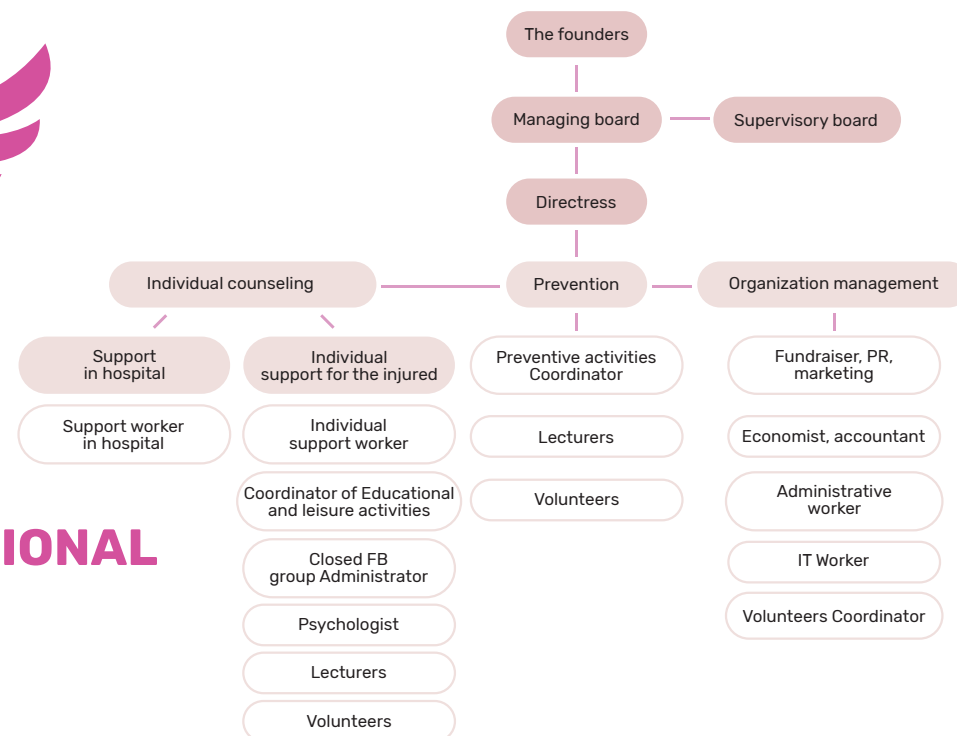 The founders
Managing board
Supervisory board
Directress
Individual counseling
Prevention
Organization management
Support
in hospital
Individual
support for the injured
Preventive activities
Coordinator
Fundraiser, PR,
marketing
Support worker
in hospital
Individual
support worker
Lecturers
Economist, accountant
Coordinator of Educational
and leisure activities
Volunteers
Administrative
worker
IONAL
Closed FB
group Administrator
IT Worker
Psychologist
Volunteers Coordinator
Lecturers
Volunteers